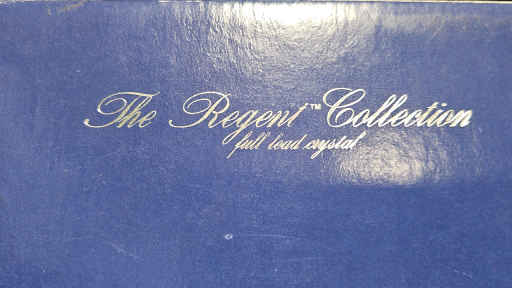 The Regent™ Collection
full lead crystal